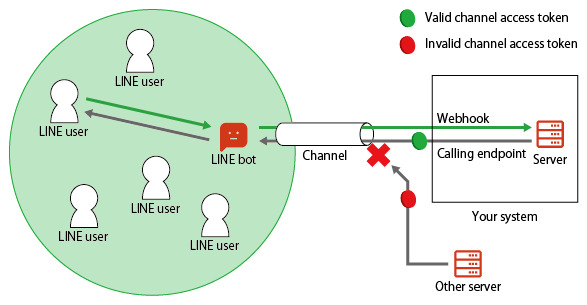 Valid channel access token
Invalid channel access token
LINE user
LINE user
LINE bot
Channel
Webhook
Calling endpoint
Server
LINE user
LINE user
LINE user
Your system
Other server